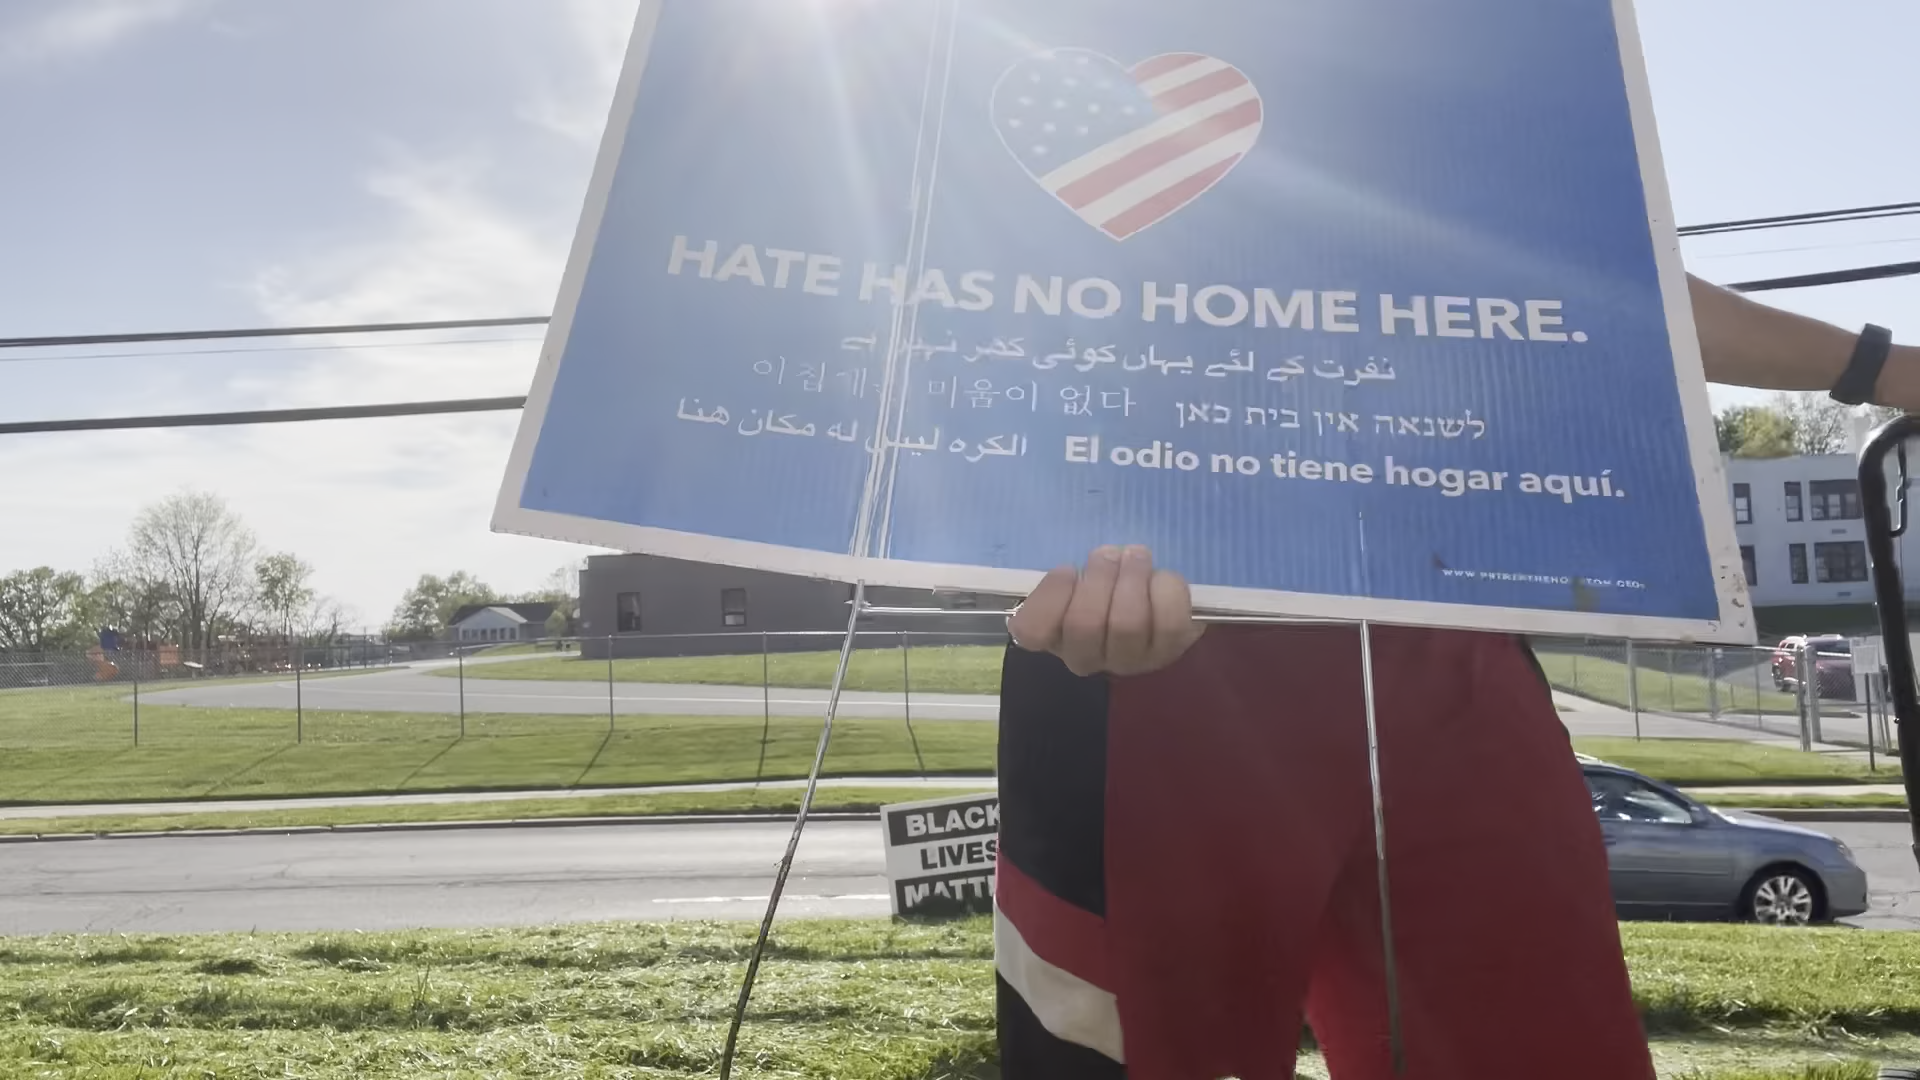 HATE HAS NO HOME HERE.
نفرت کے لئے یہاں کوئی گھر نہیں ہے
이 집에는 미움이 없다 לשנאה אין בית כאן
الكره ليس له مكان هنا El odio no tiene hogar aquí.
BLACK
LIVES